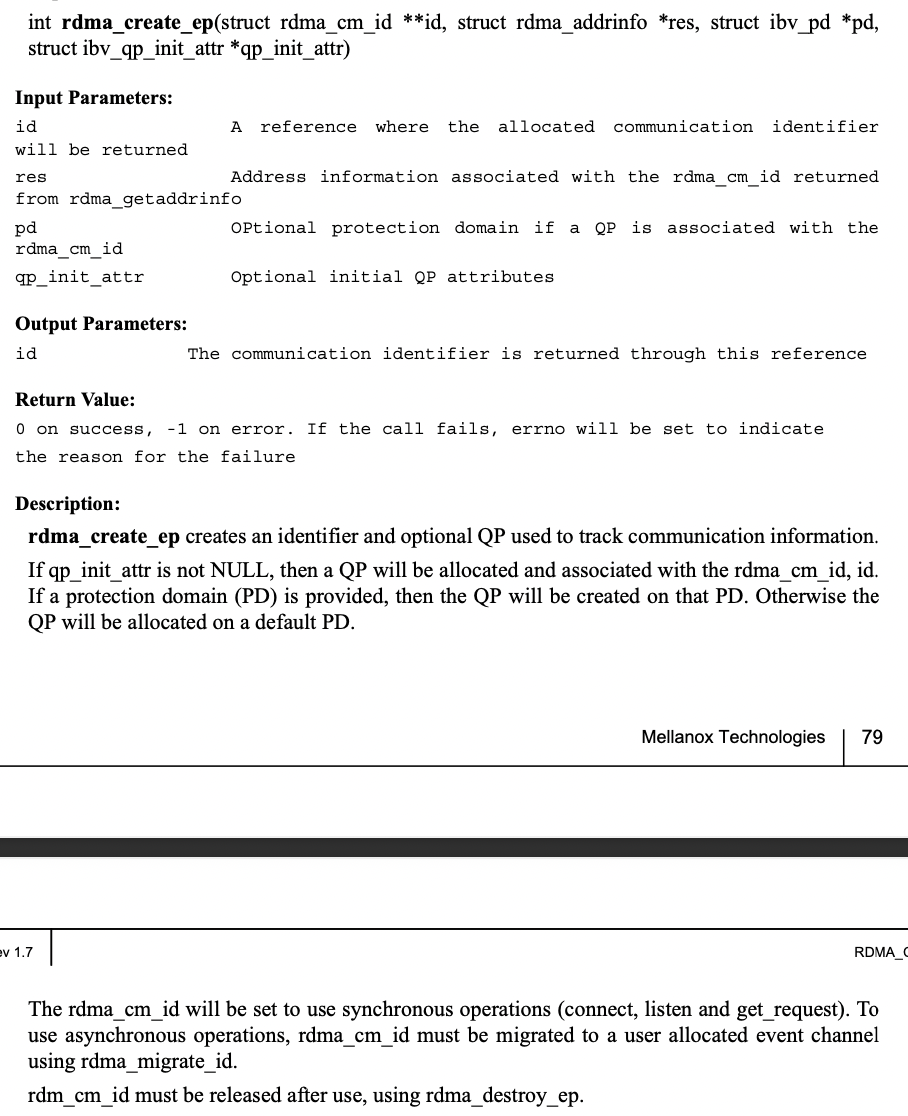 int rdma_create_ep(struct rdma_cm_id **id, struct rdma_addrinfo *res, struct ibv_pd *pd,
struct ibv_qp_init_attr *qp_init_attr)
Input Parameters:
id A reference where the allocated communication identifier
will be returned
res Address information associated with the rdma_cm_id returned
from rdma_getaddrinfo
pd OPtional protection domain if a QP is associated with the
rdma_cm_id
qp_init_attr Optional initial QP attributes
Output Parameters:
id The communication identifier is returned through this reference
Return Value:
0 on success, -1 on error. If the call fails, errno will be set to indicate
the reason for the failure
Description:
rdma_create_ep creates an identifier and optional QP used to track communication information.
If qp_init_attr is not NULL, then a QP will be allocated and associated with the rdma_cm_id, id.
If a protection domain (PD) is provided, then the QP will be created on that PD. Otherwise the
QP will be allocated on a default PD.
Mellanox Technologies 79
ev 1.7 RDMA_
The rdma_cm_id will be set to use synchronous operations (connect, listen and get_request). To
use asynchronous operations, rdma_cm_id must be migrated to a user allocated event channel
using rdma_migrate_id.
rdm_cm_id must be released after use, using rdma_destroy_ep.